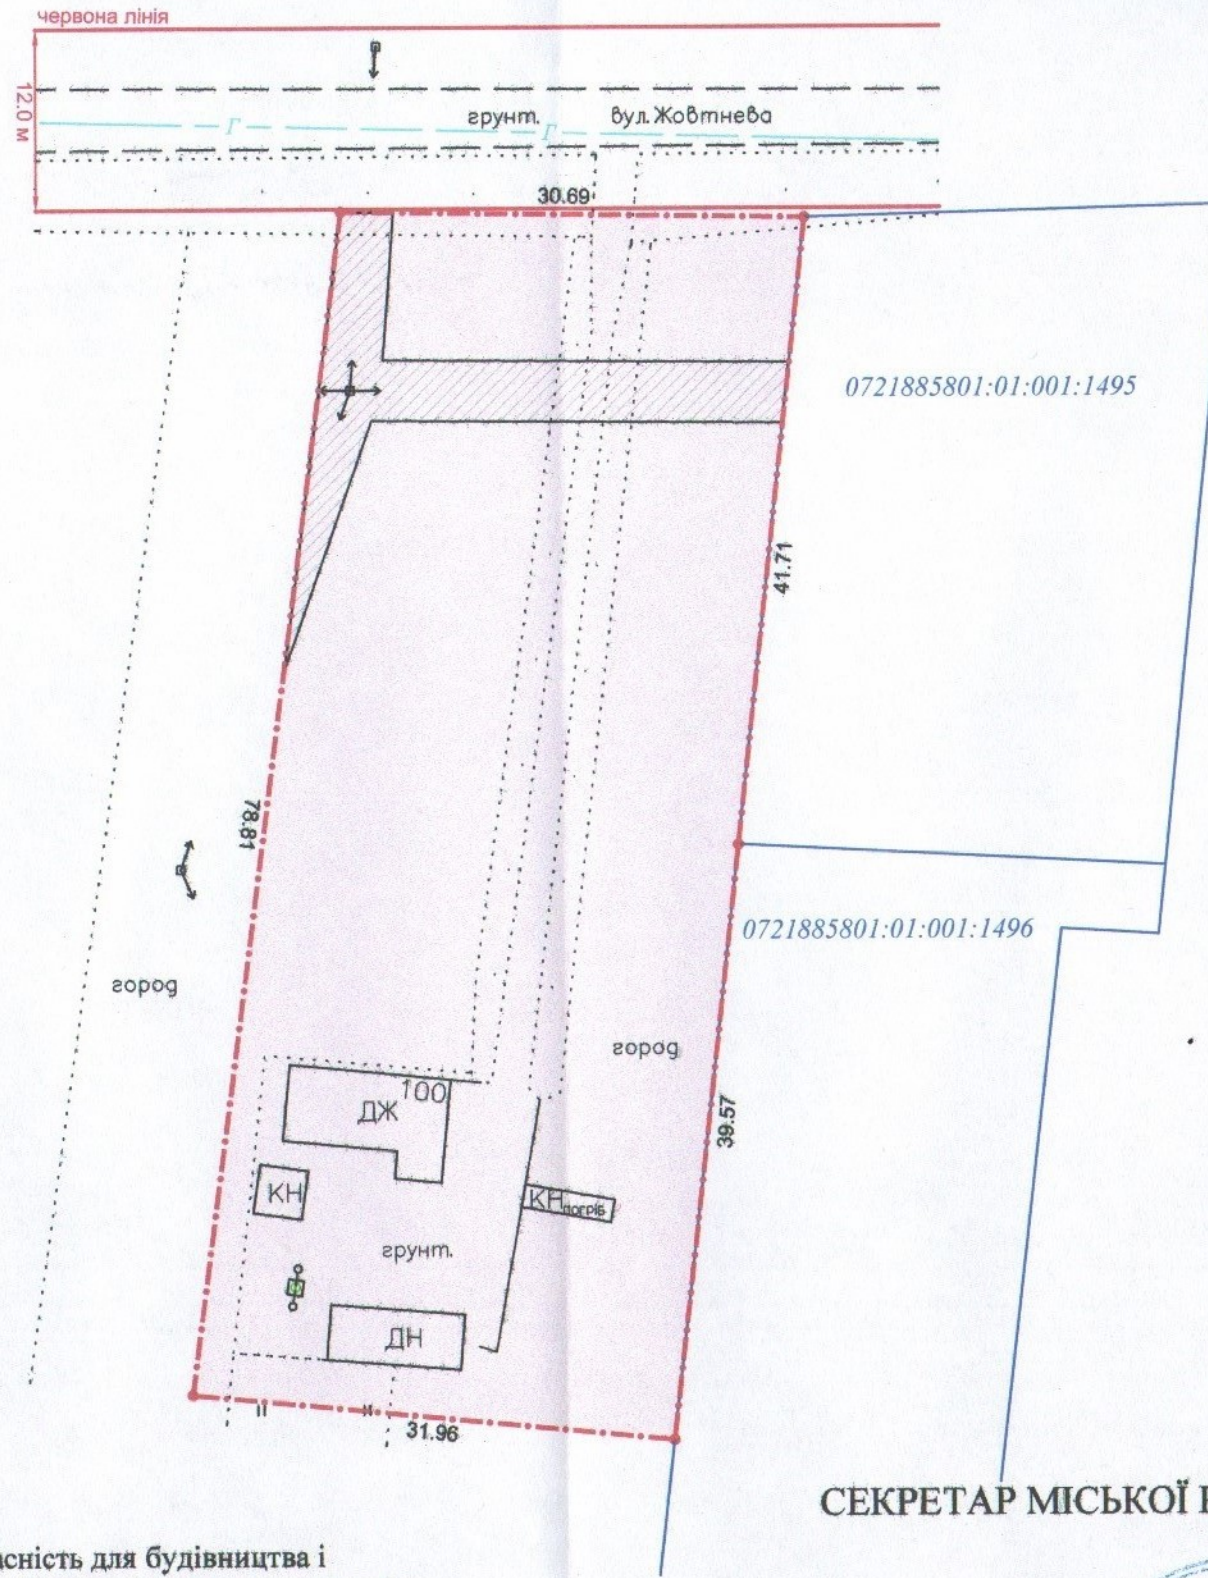 червона лінія
12.0 м
грунт. вул. Жовтнева
Г Г
30.69
0721885801:01:001:1495
41.71
78.81
0721885801:01:001:1496
город
город
100
ДЖ
39.57
КН
КН погріб
грунт.
ДН
31.96
СЕКРЕТАР МІСЬКОЇ
сність для будівництва і